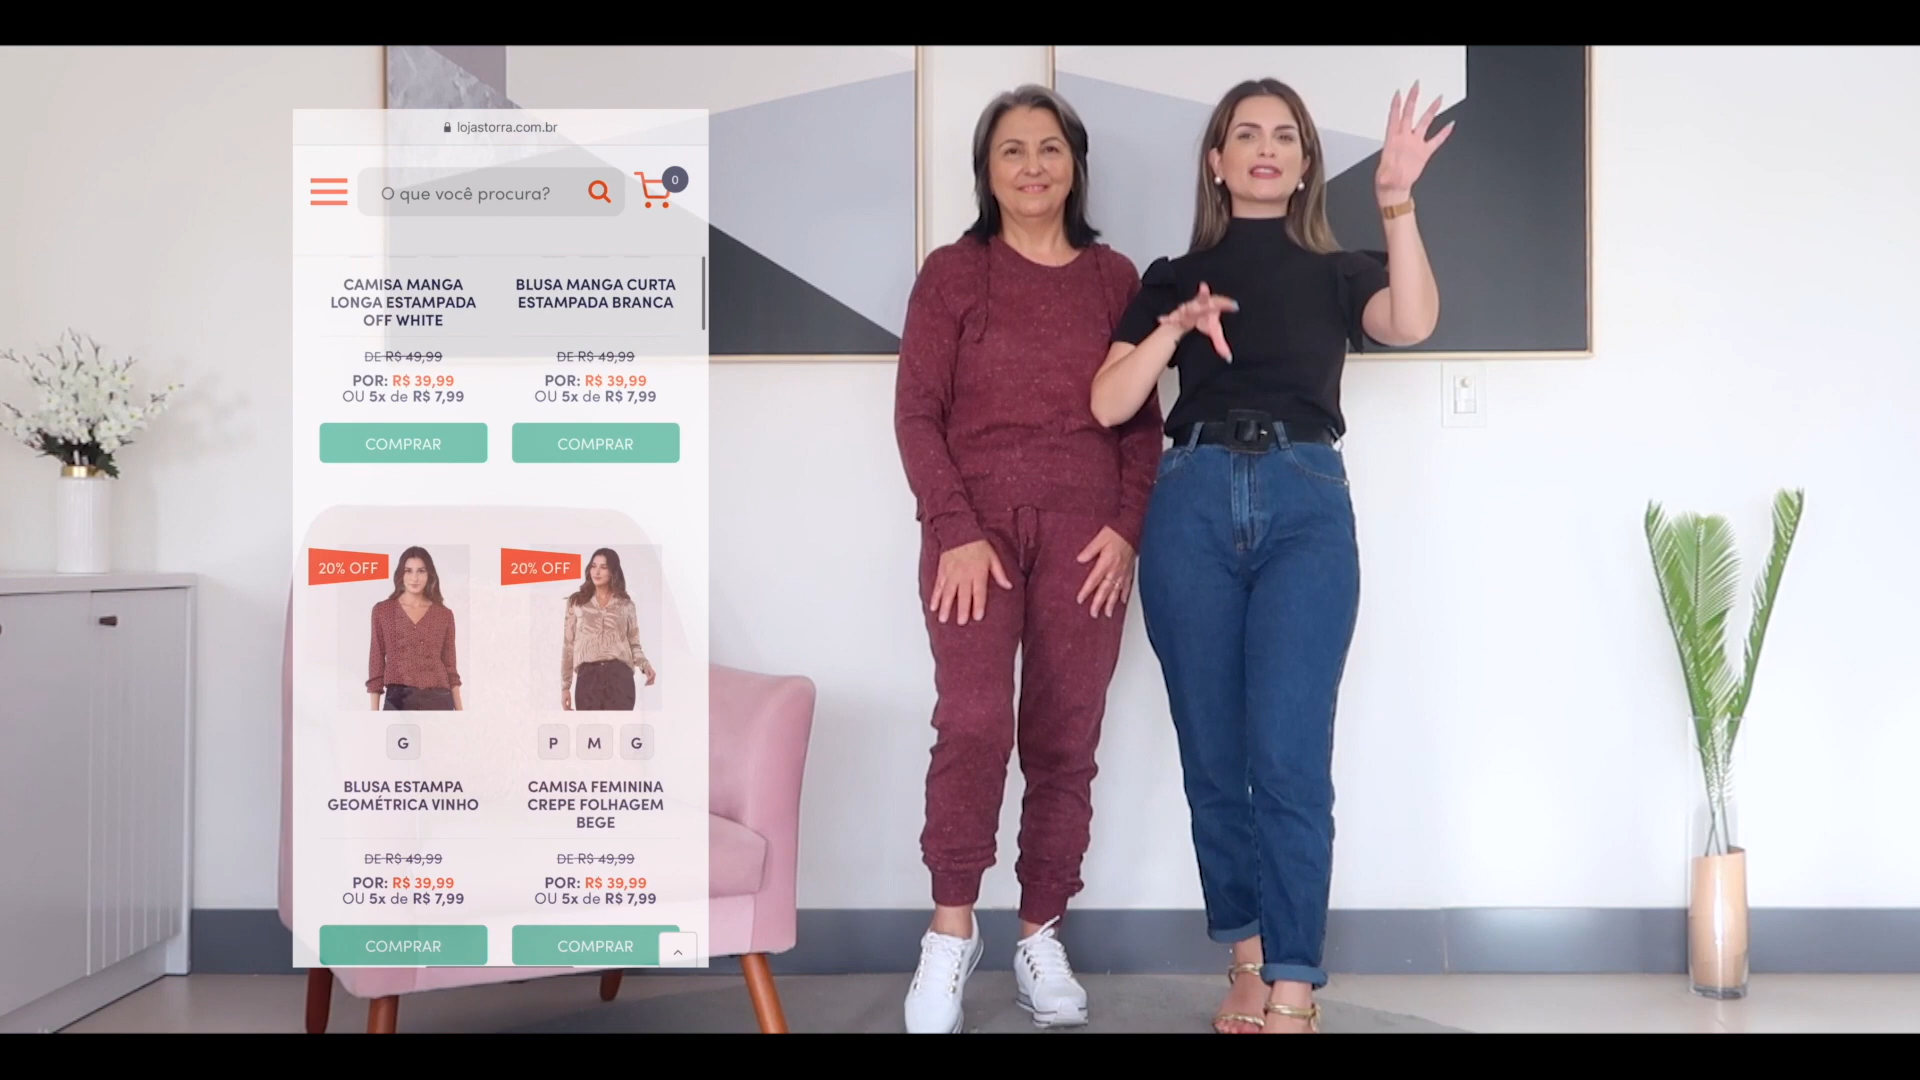 lojastorra.com.br
O que você procura?
0
CAMISA MANGA
LONGA ESTAMPADA
OFF WHITE
DE R$ 49,99
POR: R$ 39,99
OU 5x de R$ 7,99
COMPRAR
BLUSA MANGA CURTA
ESTAMPADA BRANCA
DE R$ 49,99
POR: R$ 39,99
OU 5x de R$ 7,99
COMPRAR
20% OFF
G
BLUSA ESTAMPA
GEOMÉTRICA VINHO
DE R$ 49,99
POR: R$ 39,99
OU 5x de R$ 7,99
COMPRAR
20% OFF
P M G
CAMISA FEMININA
CREPE FOLHAGEM
BEGE
DE R$ 49,99
POR: R$ 39,99
OU 5x de R$ 7,99
COMPRAR